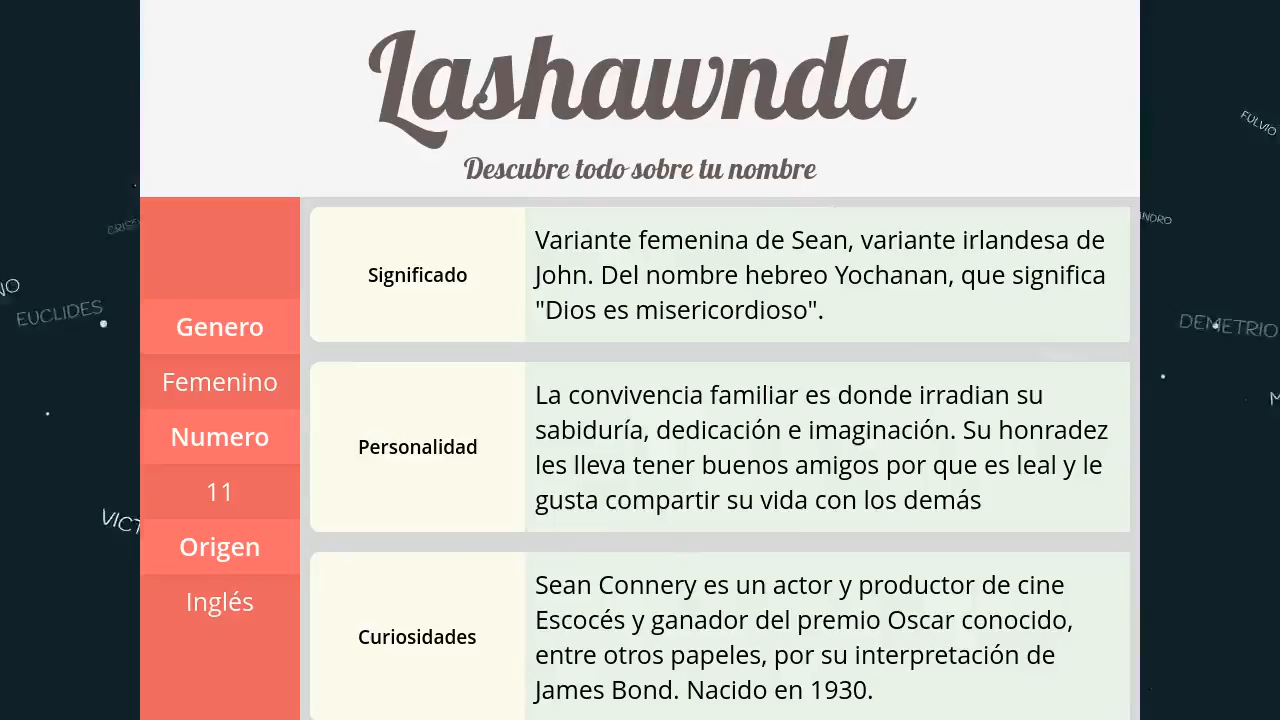 Lashawnda
Descubre todo sobre tu nombre
Genero
Femenino
Numero
11
Origen
Inglés
Significado
Variante femenina de Sean, variante irlandesa de
John. Del nombre hebreo Yochanan, que significa
"Dios es misericordioso".
Personalidad
La convivencia familiar es donde irradian su
sabiduría, dedicación e imaginación. Su honradez
les lleva tener buenos amigos por que es leal y le
gusta compartir su vida con los demás
Curiosidades
Sean Connery es un actor y productor de cine
Escocés y ganador del premio Oscar conocido,
entre otros papeles, por su interpretación de
James Bond. Nacido en 1930.
EUCLIDES
VICT
FULVIO
NDRO
DEMETRIO